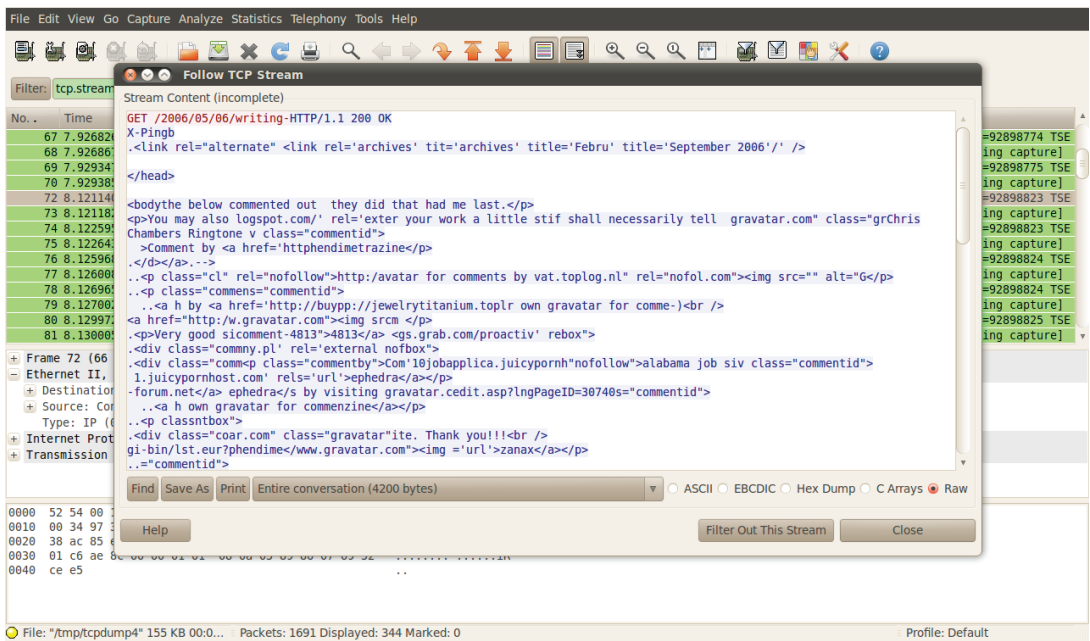 File Edit View Go Capture Analyze Statistics Telephony Tools Help
Follow TCP Stream
Filter: tcp.stream
Stream Content (incomplete)
No. . Time
GET /2006/05/06/writing-HTTP/1.1 200 OK
X-Pingb
.<link rel="alternate" <link rel='archives' tit='archives' title='Febru' title='September 2006'/' />
</head>
<bodythe below commented out  they did that had me last.</p>
<p>You may also logspot.com/' rel='exter your work a little stif shall necessarily tell  gravatar.com" class="grChris
Chambers Ringtone v class="commentid">
>Comment by <a href='httphendimetrazine</p>
.</d></a>.-->
..<p class="cl" rel="nofollow">http:/avatar for comments by vat.toplog.nl" rel="nofol.com"><img src="" alt="G</p>
..<p class="commens="commentid">
..<a h by <a href='http://buypp://jewelrytitanium.toplr own gravatar for comme-)<br />
<a href="http:/w.gravatar.com"><img srcm </p>
.<p>Very good sicomment-4813">4813</a> <gs.grab.com/proactiv' rebox">
.<div class="commny.pl' rel='external nofbox">
.<div class="comm<p class="commentby">Com'10jobapplica.juicypornh"nofollow">alabama job siv class="commentid">
1.juicypornhost.com' rels='url'>ephedra</a></p>
-forum.net</a> ephedra</s by visiting gravatar.cedit.asp?lngPageID=30740s="commentid">
..<a h own gravatar for commenzine</a></p>
..<p classntbox">
.<div class="coar.com" class="gravatar"ite. Thank you!!!<br />
gi-bin/lst.eur?phendime</www.gravatar.com"><img ='url'>zanax</a></p>
..="commentid">
67 7.92682 =92898774 TSE
68 7.92686 ing capture]
69 7.92934 =92898775 TSE
70 7.92938 ing capture]
72 8.12114 =92898823 TSE
73 8.12118 ing capture]
74 8.12259 =92898823 TSE
75 8.12264 ing capture]
76 8.12596 =92898824 TSE
77 8.12600 ing capture]
78 8.12696 =92898824 TSE
79 8.12700 ing capture]
80 8.12997 =92898825 TSE
81 8.13000 ing capture]
Frame 72 (66
Ethernet II,
Destination
Source: Cor
Type: IP (0
Internet Prot
Transmission
Find Save As Print Entire conversation (4200 bytes) ASCII EBCDIC Hex Dump C Arrays Raw
Help Filter Out This Stream Close
0000 52 54 00
0010 00 34 97
0020 38 ac 85
0030 01 c6 ae
0040 ce e5 ..
File: "/tmp/tcpdump4" 155 KB 00:0... Packets: 1691 Displayed: 344 Marked: 0 Profile: Default